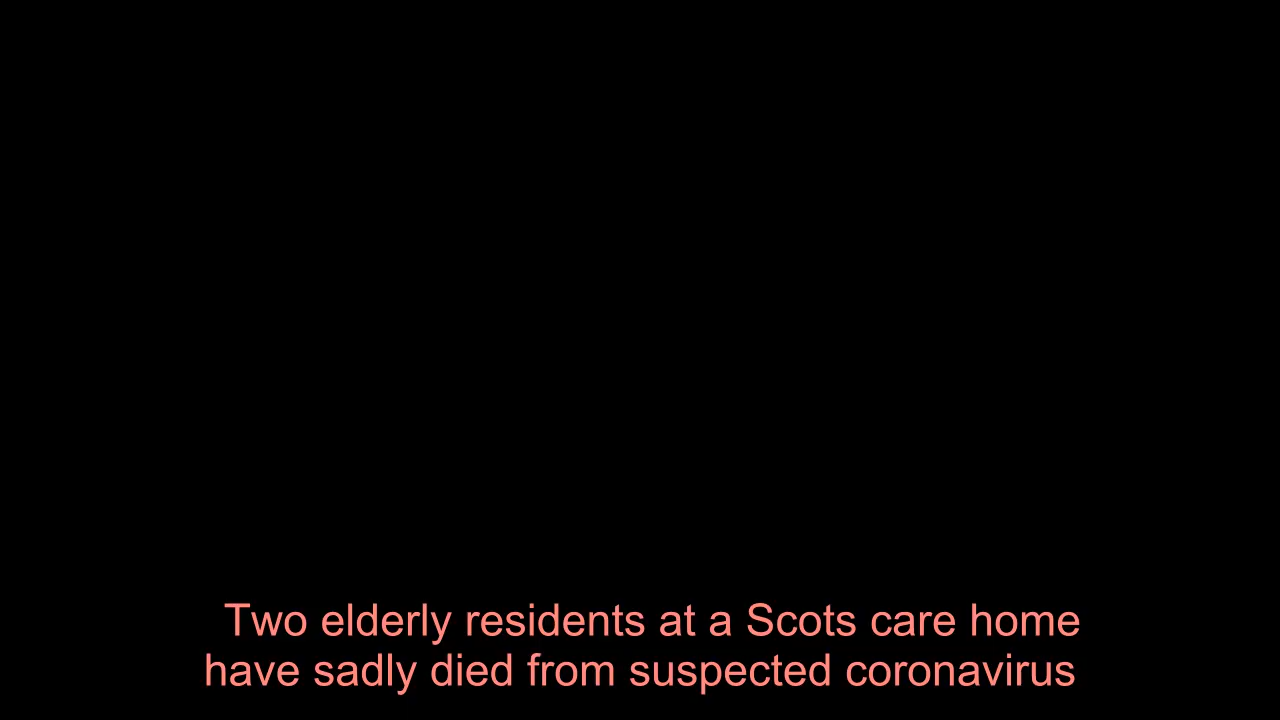 Two elderly residents at a Scots care home
have sadly died from suspected coronavirus